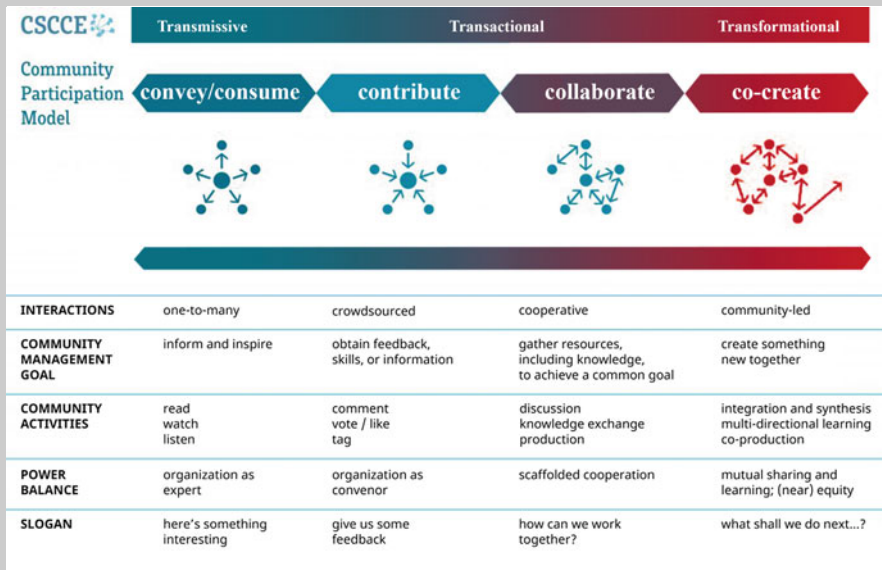 CSCCE
Transmissive Transactional Transformational
Community
Participation
Model
convey/consume contribute collaborate co-create
INTERACTIONS one-to-many crowdsourced cooperative community-led
COMMUNITY inform and inspire obtain feedback, gather resources, create something
MANAGEMENT skills, or information including knowledge, new together
GOAL to achieve a common goal
COMMUNITY read comment discussion integration and synthesis
ACTIVITIES watch vote / like knowledge exchange multi-directional learning
listen tag production co-production
POWER organization as organization as scaffolded cooperation mutual sharing and
BALANCE expert convenor learning; (near) equity
SLOGAN here's something give us some how can we work what shall we do next...?
interesting feedback together?